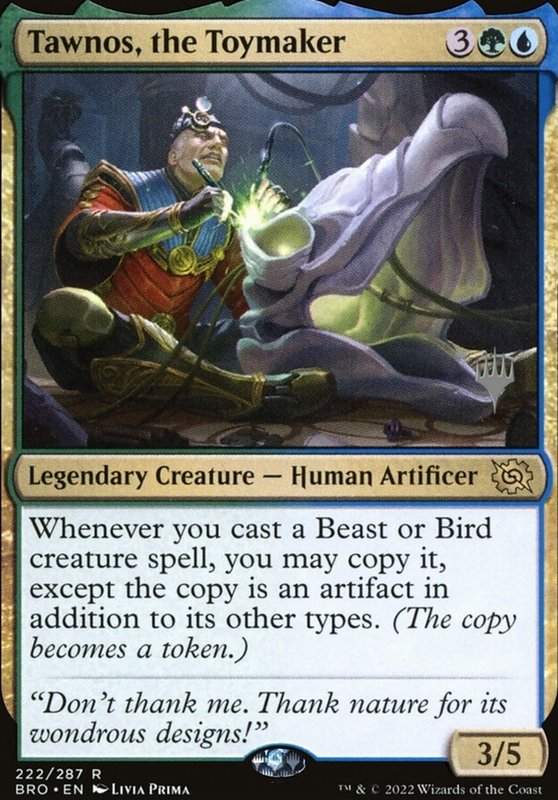 Tawnos, the Toymaker 3
Legendary Creature — Human Artificer
Whenever you cast a Beast or Bird
creature spell, you may copy it,
except the copy is an artifact in
addition to its other types. (The copy
becomes a token.)
“Don’t thank me. Thank nature for its
wondrous designs!”
3/5
222/287 R
BRO • EN Livia Prima
™ & © 2022 Wizards of the Coast